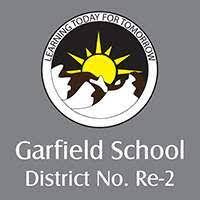 LEARNING TODAY FOR TOMORROW
Garfield School
District No. Re-2